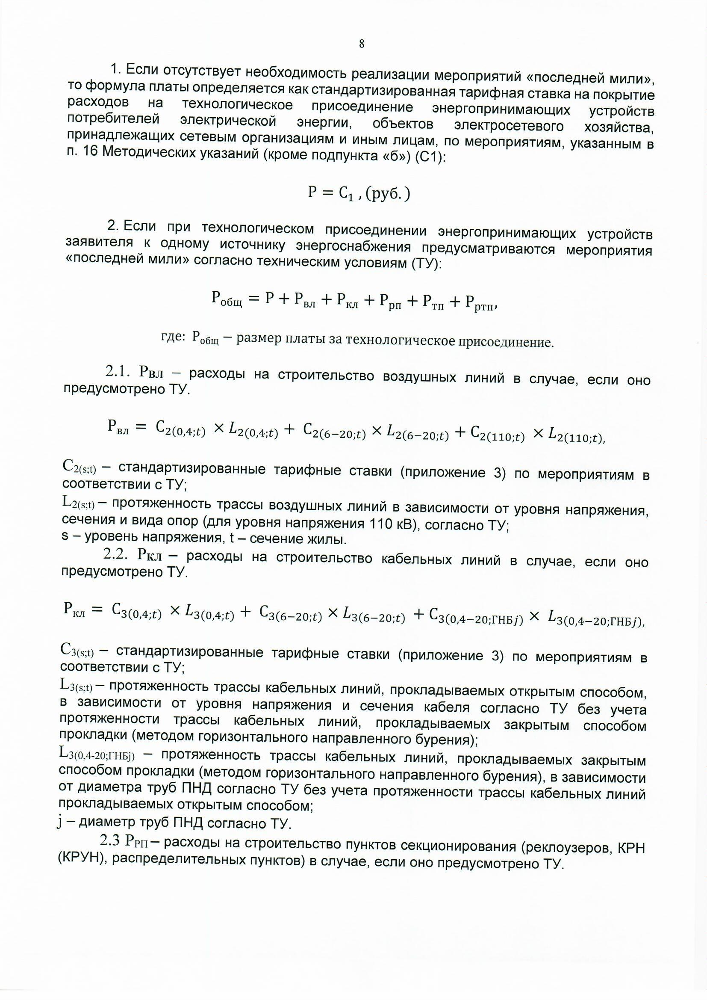 8
1. Если отсутствует необходимость реализации мероприятий «последней мили»,
то формула платы определяется как стандартизированная тарифная ставка на покрытие
расходов на технологическое присоединение энергопринимающих устройств
потребителей электрической энергии, объектов электросетевого хозяйства,
принадлежащих сетевым организациям и иным лицам, по мероприятиям, указанным в
п. 16 Методических указаний (кроме подпункта «б») (С1):
P = C₁ , (руб. )
2. Если при технологическом присоединении энергопринимающих устройств
заявителя к одному источнику энергоснабжения предусматриваются мероприятия
«последней мили» согласно техническим условиям (ТУ):
Pобщ = P + Pвл + Pкл + Pрп + Pтп + Pртп,
где: Pобщ – размер платы за технологическое присоединение.
2.1. Pвл – расходы на строительство воздушных линий в случае, если оно
предусмотрено ТУ.
Pвл = C2(0,4;t) × L2(0,4;t) + C2(6−20;t) × L2(6−20;t) + C2(110;t) × L2(110;t),
C2(s;t) – стандартизированные тарифные ставки (приложение 3) по мероприятиям в
соответствии с ТУ;
L2(s;t) – протяженность трассы воздушных линий в зависимости от уровня напряжения,
сечения и вида опор (для уровня напряжения 110 кВ), согласно ТУ;
s – уровень напряжения, t – сечение жилы.
2.2. Pкл – расходы на строительство кабельных линий в случае, если оно
предусмотрено ТУ.
Pкл = C3(0,4;t) × L3(0,4;t) + C3(6−20;t) × L3(6−20;t) + C3(0,4−20;ГНБj) × L3(0,4−20;ГНБj),
C3(s;t) – стандартизированные тарифные ставки (приложение 3) по мероприятиям в
соответствии с ТУ;
L3(s;t) – протяженность трассы кабельных линий, прокладываемых открытым способом,
в зависимости от уровня напряжения и сечения кабеля согласно ТУ без учета
протяженности трассы кабельных линий, прокладываемых закрытым способом
прокладки (методом горизонтального направленного бурения);
L3(0,4-20;ГНБj) – протяженность трассы кабельных линий, прокладываемых закрытым
способом прокладки (методом горизонтального направленного бурения), в зависимости
от диаметра труб ПНД согласно ТУ без учета протяженности трассы кабельных линий
прокладываемых открытым способом;
j – диаметр труб ПНД согласно ТУ.
2.3 PРП – расходы на строительство пунктов секционирования (реклоузеров, КРН
(КРУН), распределительных пунктов) в случае, если оно предусмотрено ТУ.